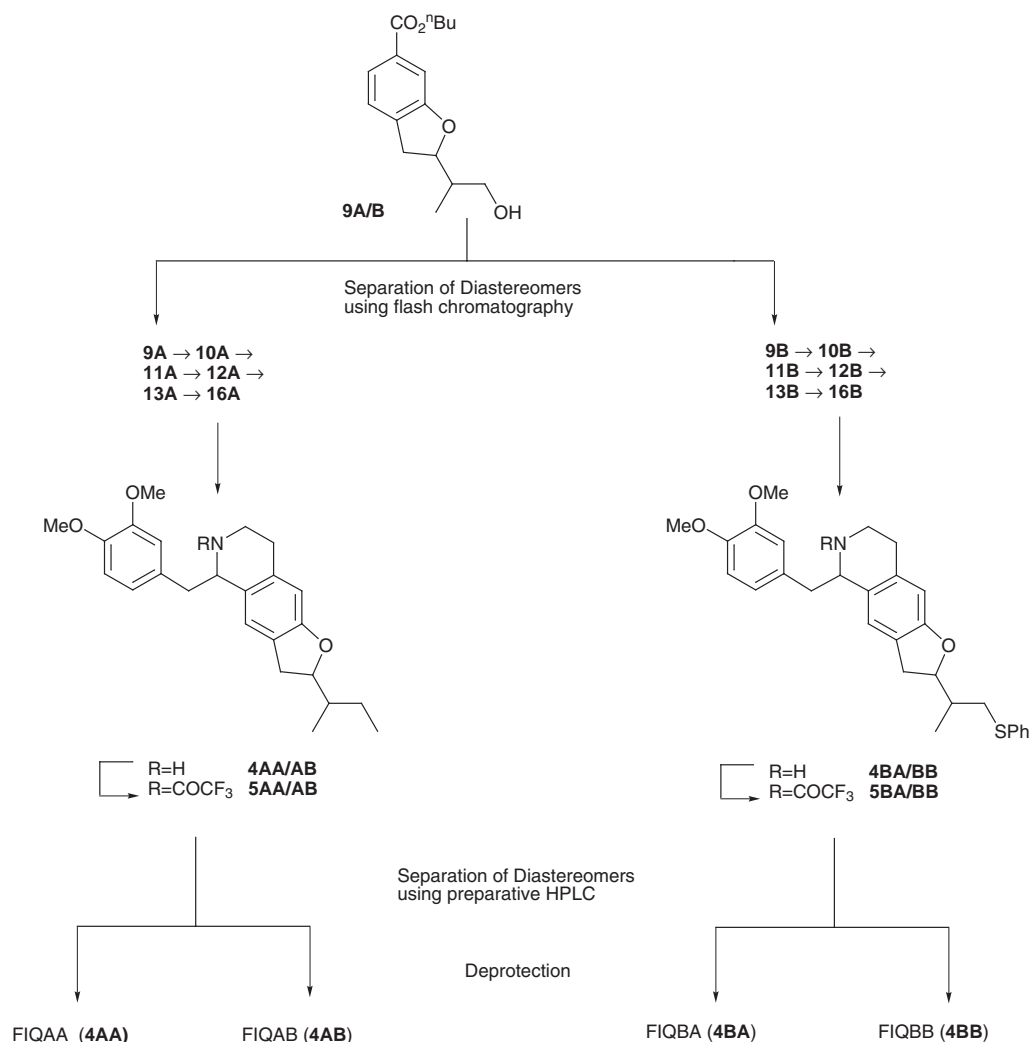 CO₂ⁿBu
O
OH
9A/B
Separation of Diastereomers
using flash chromatography
9A → 10A →
11A → 12A →
13A → 16A
9B → 10B →
11B → 12B →
13B → 16B
OMe
MeO
RN
O
R=H 4AA/AB
R=COCF₃ 5AA/AB
OMe
MeO
RN
O
SPh
R=H 4BA/BB
R=COCF₃ 5BA/BB
Separation of Diastereomers
using preparative HPLC
Deprotection
FIQAA (4AA)
FIQAB (4AB)
FIQBA (4BA)
FIQBB (4BB)